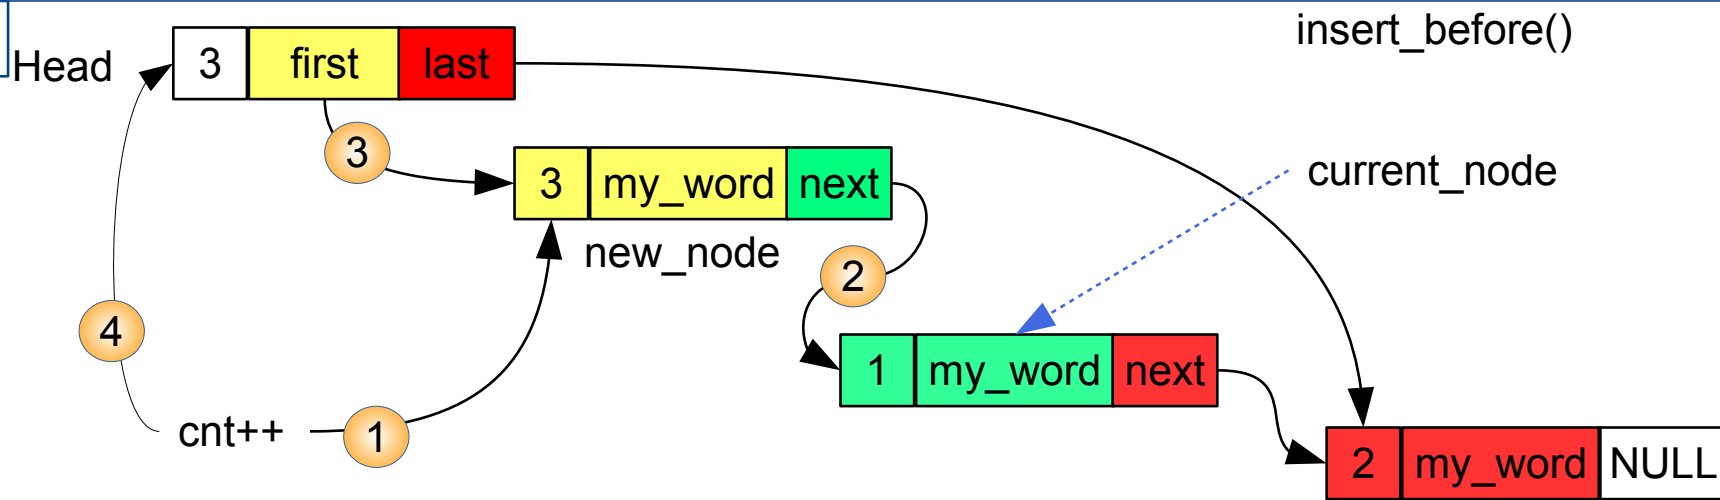 insert_before()
Head 3 first last
3
3 my_word next
current_node
new_node
2
4
1 my_word next
cnt++ 1
2 my_word NULL